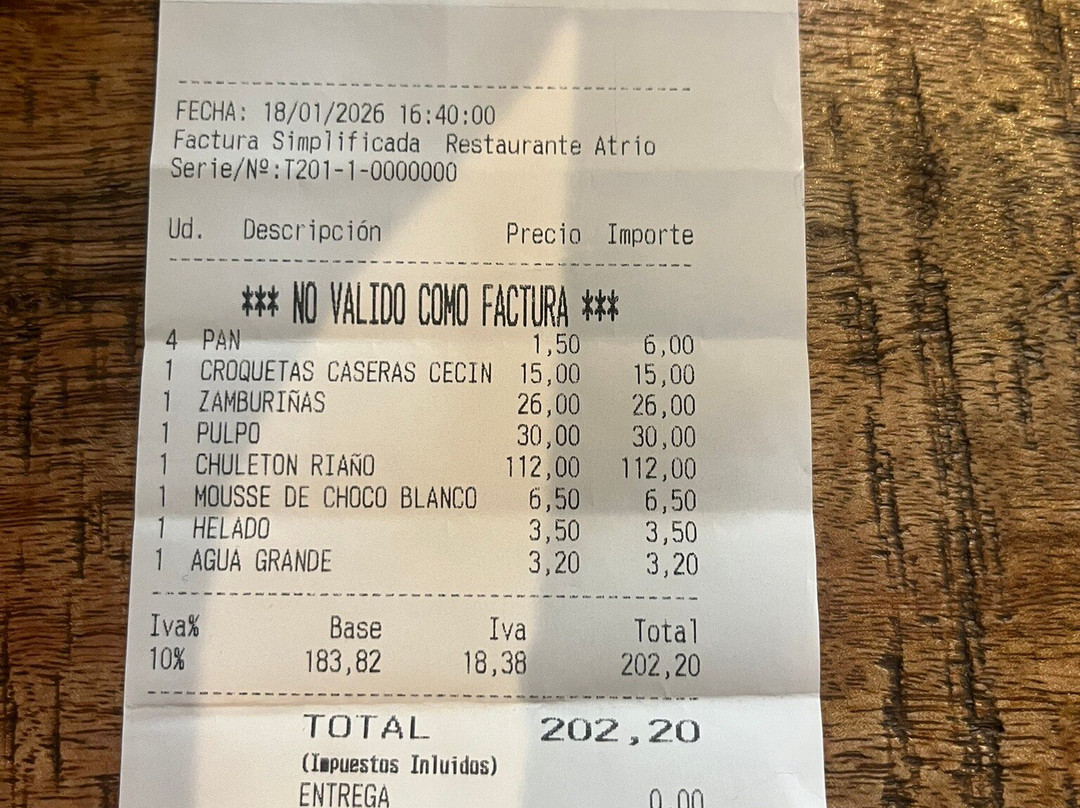 FECHA: 18/01/2026 16:40:00
Factura Simplificada Restaurante Atrio
Serie/Nº:T201-1-0000000
Ud. Descripción Precio Importe
*** NO VALIDO COMO FACTURA ***
4 PAN 1,50 6,00
1 CROQUETAS CASERAS CECIN 15,00 15,00
1 ZAMBURIÑAS 26,00 26,00
1 PULPO 30,00 30,00
1 CHULETON RIAÑO 112,00 112,00
1 MOUSSE DE CHOCO BLANCO 6,50 6,50
1 HELADO 3,50 3,50
1 AGUA GRANDE 3,20 3,20
Iva% Base Iva Total
10% 183,82 18,38 202,20
TOTAL 202,20
(Impuestos Inluidos)
ENTREGA 0,00